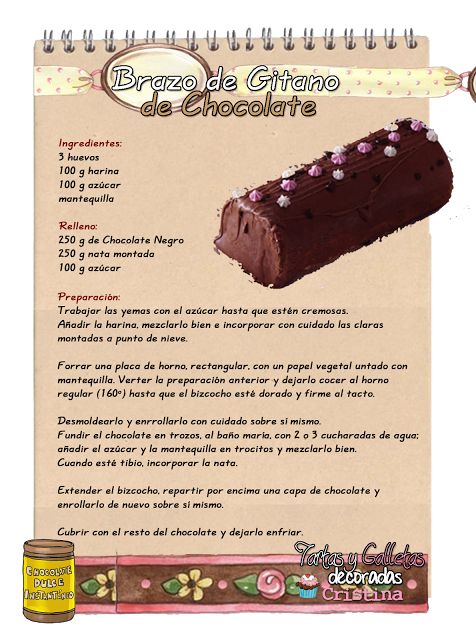 Brazo de Gitano
de Chocolate
Ingredientes:
3 huevos
100 g harina
100 g azúcar
mantequilla
Relleno:
250 g de Chocolate Negro
250 g nata montada
100 g azúcar
Preparación:
Trabajar las yemas con el azúcar hasta que estén cremosas.
Añadir la harina, mezclarlo bien e incorporar con cuidado las claras
montadas a punto de nieve.
Forrar una placa de horno, rectangular, con un papel vegetal untado con
mantequilla. Verter la preparación anterior y dejarlo cocer al horno
regular (160º) hasta que el bizcocho esté dorado y firme al tacto.
Desmoldearlo y enrrollarlo con cuidado sobre si mismo.
Fundir el chocolate en trozos, al baño maría, con 2 o 3 cucharadas de agua;
añadir el azúcar y la mantequilla en trocitos y mezclarlo bien.
Cuando esté tibio, incorporar la nata.
Extender el bizcocho, repartir por encima una capa de chocolate y
enrollarlo de nuevo sobre si mismo.
Cubrir con el resto del chocolate y dejarlo enfriar.
CHOCOLATE
DULCE
INSTANTÁNEO
Tartas y Galletas
decoradas
Cristina